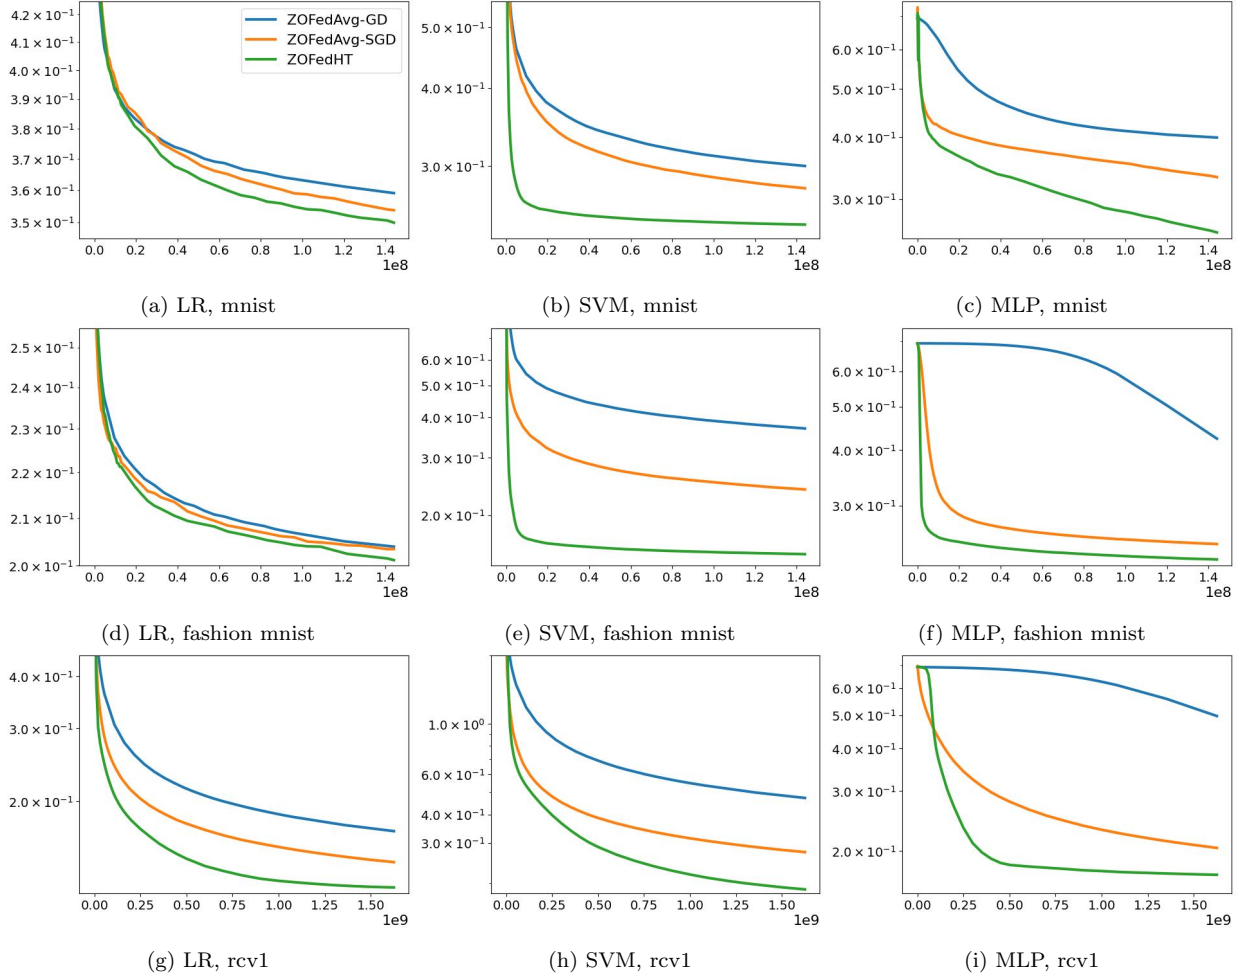 4.2 × 10⁻¹
4.1 × 10⁻¹
4.0 × 10⁻¹
3.9 × 10⁻¹
3.8 × 10⁻¹
3.7 × 10⁻¹
3.6 × 10⁻¹
3.5 × 10⁻¹
ZOFedAvg-GD
ZOFedAvg-SGD
ZOFedHT
0.0 0.2 0.4 0.6 0.8 1.0 1.2 1.4
1e8
(a) LR, mnist
5.0 × 10⁻¹
4.0 × 10⁻¹
3.0 × 10⁻¹
0.0 0.2 0.4 0.6 0.8 1.0 1.2 1.4
1e8
(b) SVM, mnist
6.0 × 10⁻¹
5.0 × 10⁻¹
4.0 × 10⁻¹
3.0 × 10⁻¹
0.0 0.2 0.4 0.6 0.8 1.0 1.2 1.4
1e8
(c) MLP, mnist
2.5 × 10⁻¹
2.4 × 10⁻¹
2.3 × 10⁻¹
2.2 × 10⁻¹
2.1 × 10⁻¹
2.0 × 10⁻¹
0.0 0.2 0.4 0.6 0.8 1.0 1.2 1.4
1e8
(d) LR, fashion mnist
6.0 × 10⁻¹
5.0 × 10⁻¹
4.0 × 10⁻¹
3.0 × 10⁻¹
2.0 × 10⁻¹
0.0 0.2 0.4 0.6 0.8 1.0 1.2 1.4
1e8
(e) SVM, fashion mnist
6.0 × 10⁻¹
5.0 × 10⁻¹
4.0 × 10⁻¹
3.0 × 10⁻¹
0.0 0.2 0.4 0.6 0.8 1.0 1.2 1.4
1e8
(f) MLP, fashion mnist
4.0 × 10⁻¹
3.0 × 10⁻¹
2.0 × 10⁻¹
0.00 0.25 0.50 0.75 1.00 1.25 1.50
1e9
(g) LR, rcv1
1.0 × 10⁰
6.0 × 10⁻¹
4.0 × 10⁻¹
3.0 × 10⁻¹
0.00 0.25 0.50 0.75 1.00 1.25 1.50
1e9
(h) SVM, rcv1
6.0 × 10⁻¹
5.0 × 10⁻¹
4.0 × 10⁻¹
3.0 × 10⁻¹
2.0 × 10⁻¹
0.00 0.25 0.50 0.75 1.00 1.25 1.50
1e9
(i) MLP, rcv1